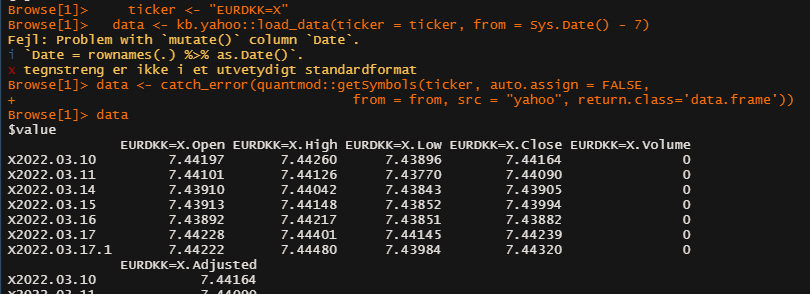 Browse[1]>     ticker <- "EURDKK=X"
Browse[1]>   data <- kb.yahoo::load_data(ticker = ticker, from = Sys.Date() - 7)
Fejl: Problem with `mutate()` column `Date`.
i `Date = rownames(.) %>% as.Date()`.
x tegnstreng er ikke i et utvetydigt standardformat
Browse[1]> data <- catch_error(quantmod::getSymbols(ticker, auto.assign = FALSE,
+                                          from = from, src = "yahoo", return.class='data.frame'))
Browse[1]> data
$value
             EURDKK=X.Open EURDKK=X.High EURDKK=X.Low EURDKK=X.Close EURDKK=X.Volume
X2022.03.10        7.44197       7.44260      7.43896        7.44164               0
X2022.03.11        7.44101       7.44126      7.43770        7.44090               0
X2022.03.14        7.43910       7.44042      7.43843        7.43905               0
X2022.03.15        7.43913       7.44148      7.43852        7.43994               0
X2022.03.16        7.43892       7.44217      7.43851        7.43882               0
X2022.03.17        7.44228       7.44401      7.44145        7.44239               0
X2022.03.17.1      7.44222       7.44480      7.43984        7.44320               0
             EURDKK=X.Adjusted
X2022.03.10            7.44164